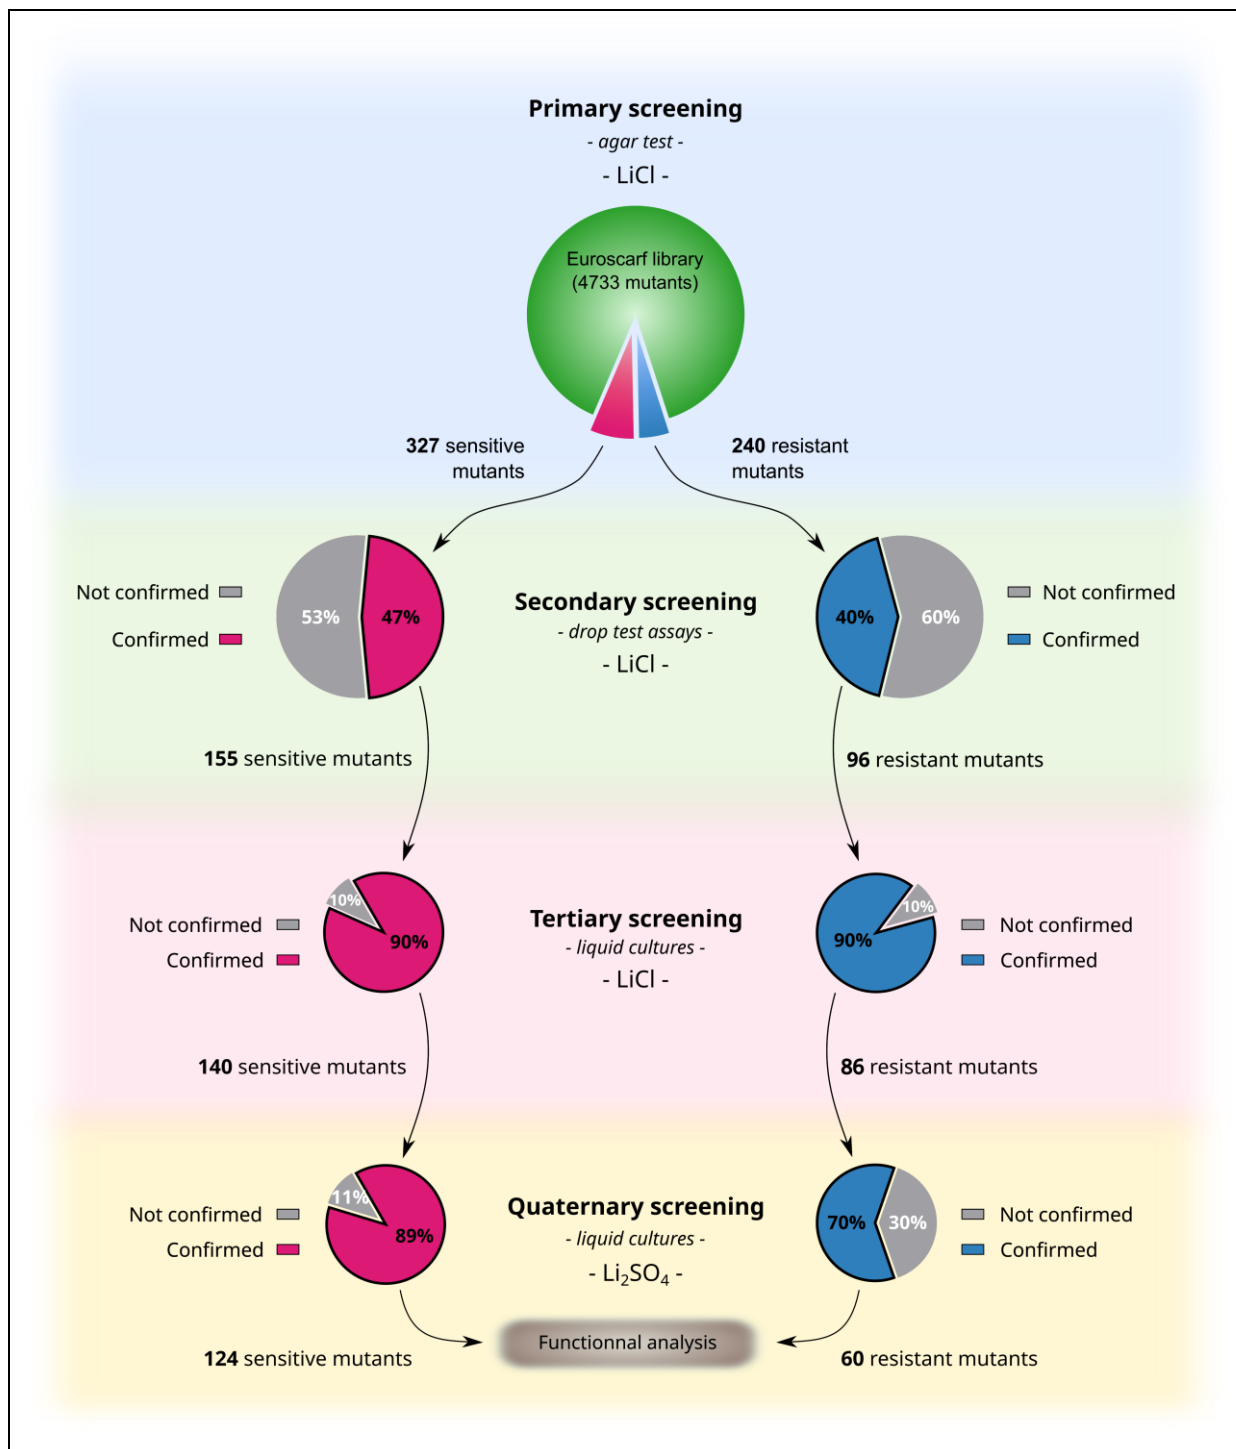 Primary screening
- agar test -
- LiCl -
Euroscarf library
(4733 mutants)
327 sensitive
mutants
240 resistant
mutants
Not confirmed
Confirmed
53%
47%
Secondary screening
- drop test assays -
- LiCl -
40%
60%
Not confirmed
Confirmed
155 sensitive mutants
96 resistant mutants
Not confirmed
Confirmed
10%
90%
Tertiary screening
- liquid cultures -
- LiCl -
90%
10%
Not confirmed
Confirmed
140 sensitive mutants
86 resistant mutants
Not confirmed
Confirmed
11%
89%
Quaternary screening
- liquid cultures -
- Li₂SO₄ -
70%
30%
Not confirmed
Confirmed
Functionnal analysis
124 sensitive mutants
60 resistant mutants